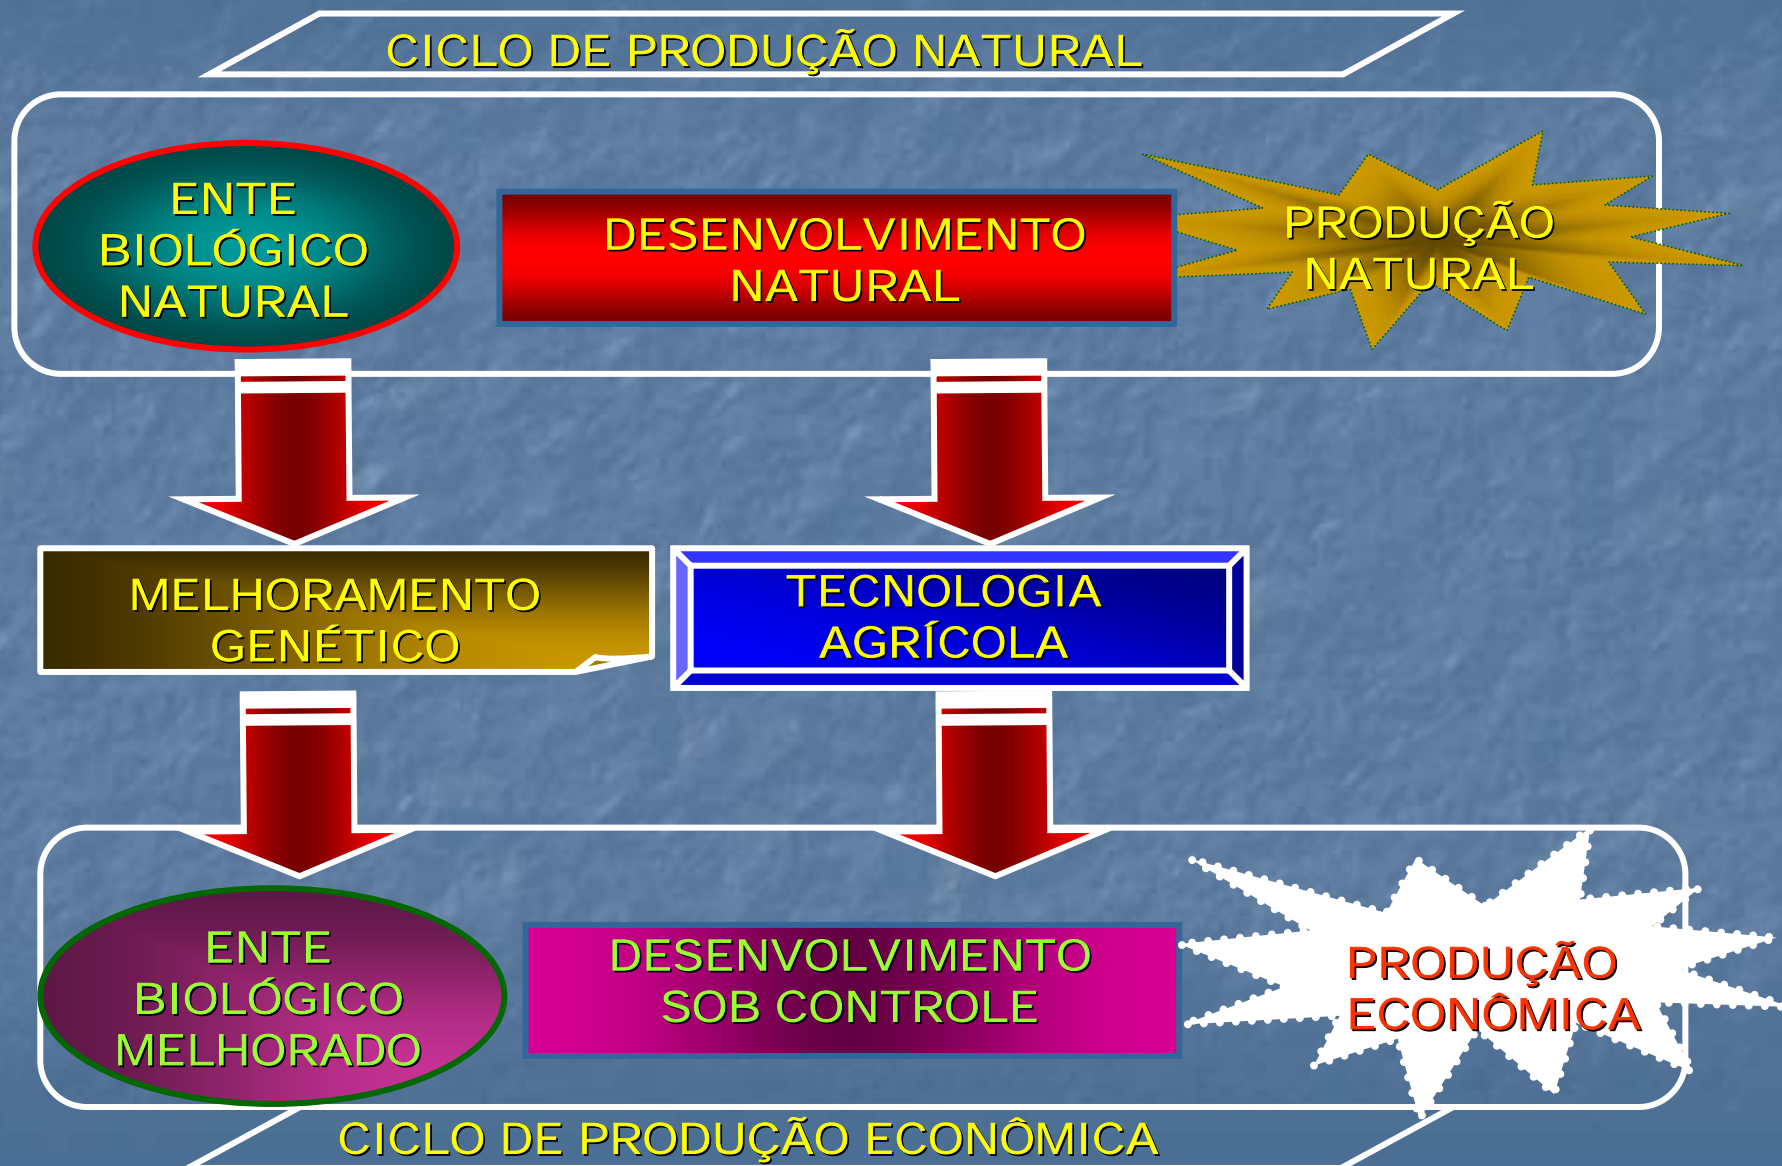 CICLO DE PRODUÇÃO NATURAL
ENTE
BIOLÓGICO
NATURAL
DESENVOLVIMENTO
NATURAL
PRODUÇÃO
NATURAL
MELHORAMENTO
GENÉTICO
TECNOLOGIA
AGRÍCOLA
ENTE
BIOLÓGICO
MELHORADO
DESENVOLVIMENTO
SOB CONTROLE
PRODUÇÃO
ECONÔMICA
CICLO DE PRODUÇÃO ECONÔMICA